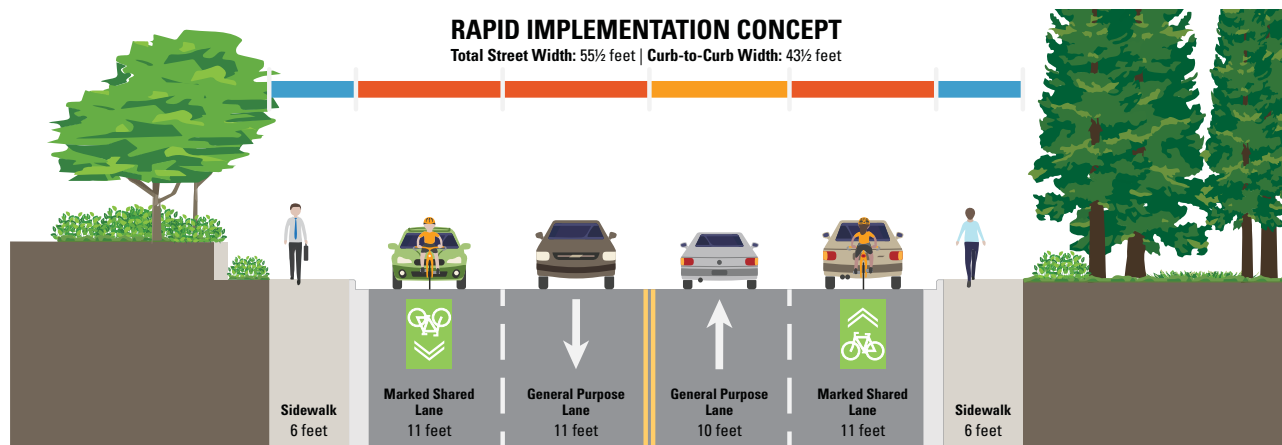 RAPID IMPLEMENTATION CONCEPT
Total Street Width: 55½ feet | Curb-to-Curb Width: 43½ feet
Sidewalk
6 feet
Marked Shared
Lane
11 feet
General Purpose
Lane
11 feet
General Purpose
Lane
10 feet
Marked Shared
Lane
11 feet
Sidewalk
6 feet